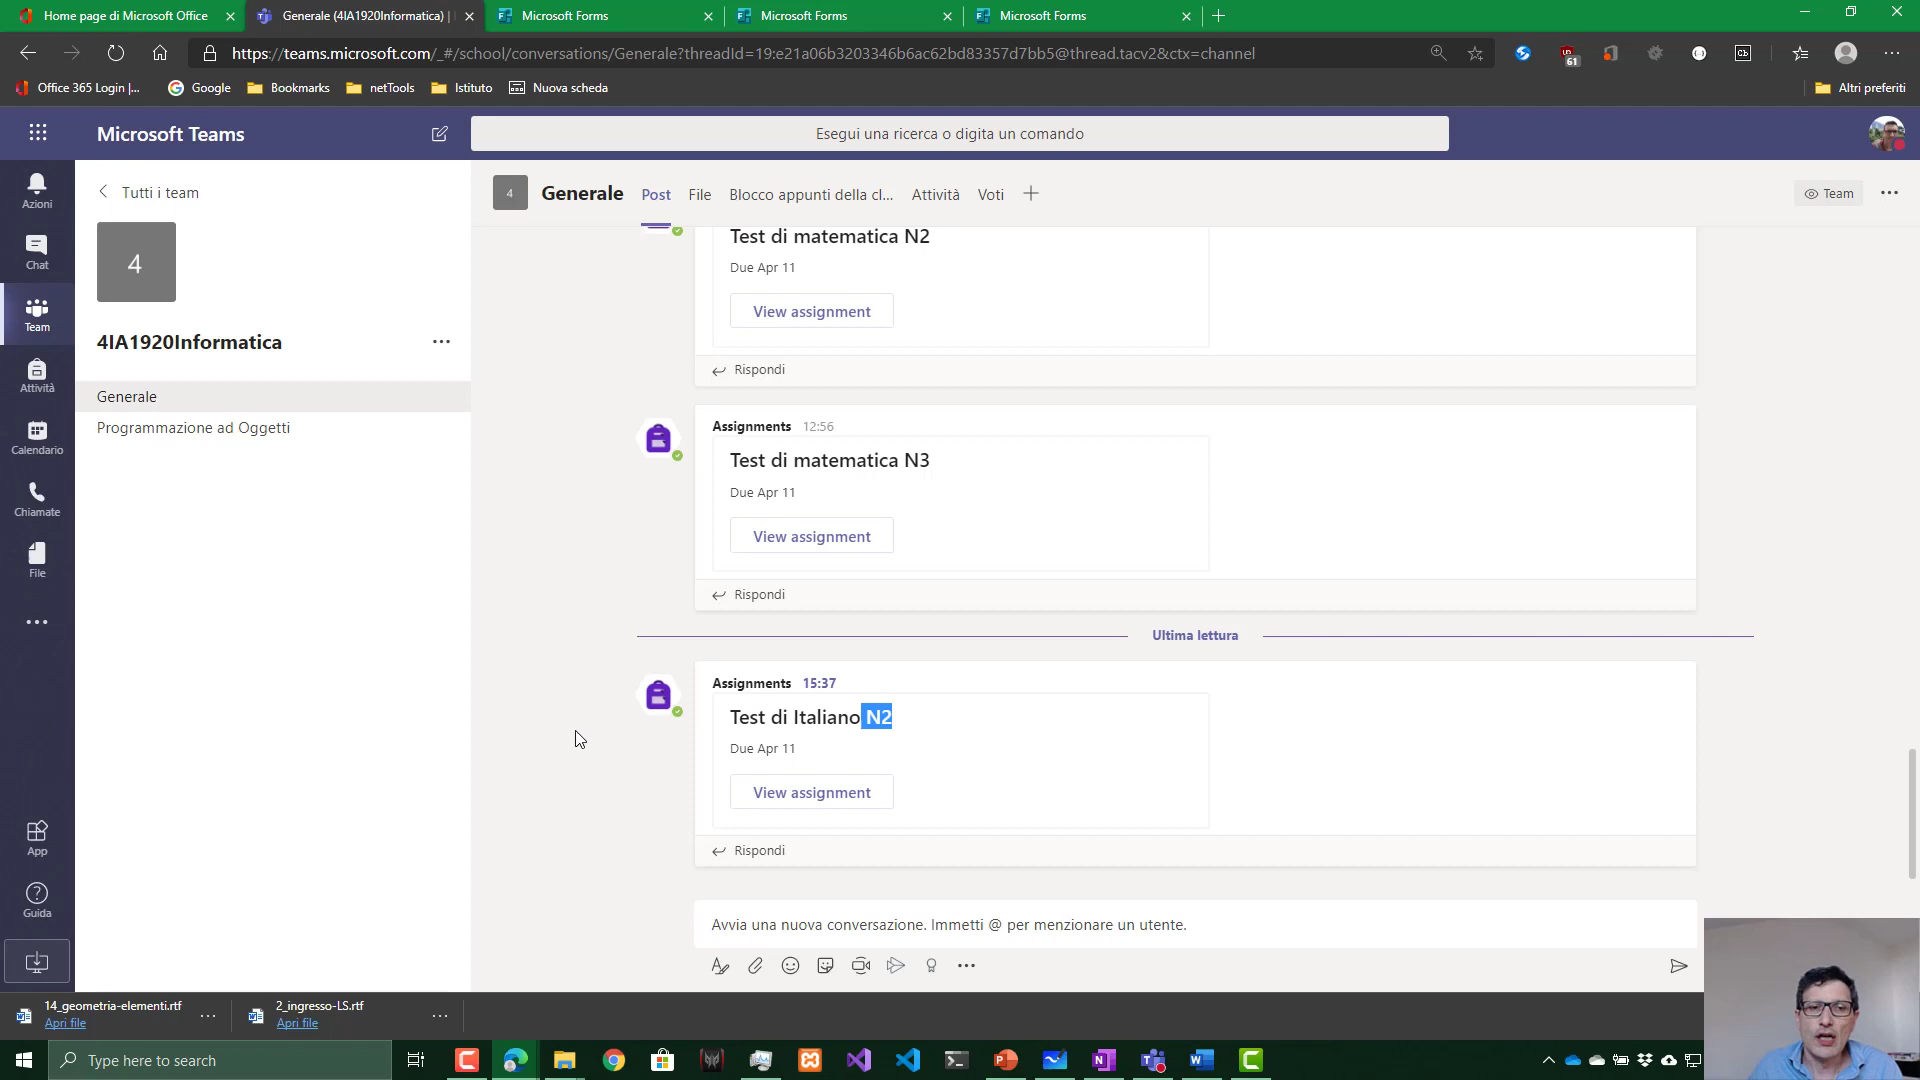 Home page di Microsoft Office
Generale (4IA1920Informatica) |
Microsoft Forms
Microsoft Forms
Microsoft Forms
https://teams.microsoft.com/_#/school/conversations/Generale?threadId=19:e21a06b3203346b6ac62bd83357d7bb5@thread.tacv2&ctx=channel
61
Office 365 Login |...
Google
Bookmarks
netTools
Istituto
Nuova scheda
Altri preferiti
Microsoft Teams
Esegui una ricerca o digita un comando
Azioni
Chat
Team
Attività
Calendario
Chiamate
File
App
Guida
Tutti i team
4
4IA1920Informatica
Generale
Programmazione ad Oggetti
4
Generale
Post
File
Blocco appunti della cl...
Attività
Voti
Team
Test di matematica N2
Due Apr 11
View assignment
Rispondi
Assignments 12:56
Test di matematica N3
Due Apr 11
View assignment
Rispondi
Ultima lettura
Assignments 15:37
Test di Italiano N2
Due Apr 11
View assignment
Rispondi
Avvia una nuova conversazione. Immetti @ per menzionare un utente.
14_geometria-elementi.rtf
Apri file
2_ingresso-LS.rtf
Apri file
Type here to search